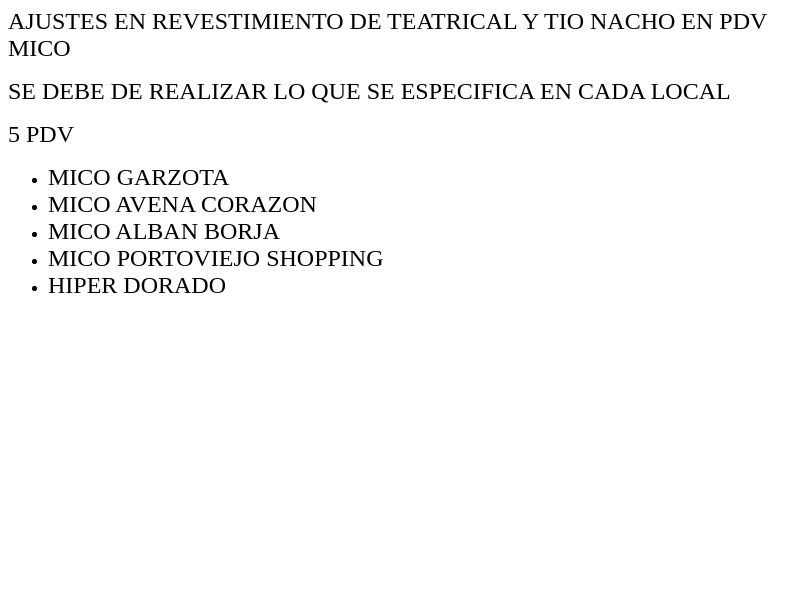 AJUSTES EN REVESTIMIENTO DE TEATRICAL Y TIO NACHO EN PDV
MICO
SE DEBE DE REALIZAR LO QUE SE ESPECIFICA EN CADA LOCAL
5 PDV
• MICO GARZOTA
• MICO AVENA CORAZON
• MICO ALBAN BORJA
• MICO PORTOVIEJO SHOPPING
• HIPER DORADO